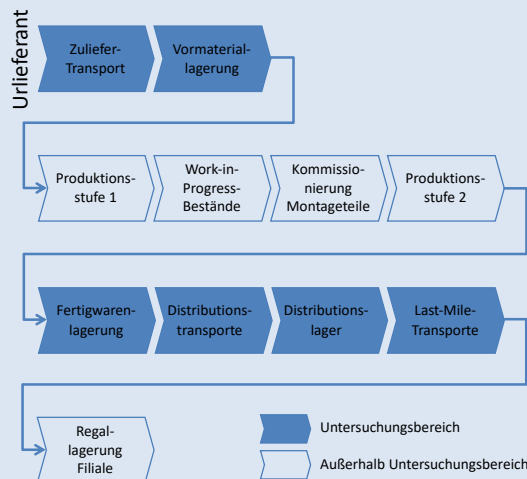 Urlieferant
Zuliefer-
Transport
Vormaterial-
lagerung
Produktions-
stufe 1
Work-in-
Progress-
Bestände
Kommissio-
nierung
Montageteile
Produktions-
stufe 2
Fertigwaren-
lagerung
Distributions-
transporte
Distributions-
lager
Last-Mile-
Transporte
Regal-
lagerung
Filiale
Untersuchungsbereich
Außerhalb Untersuchungsbereich